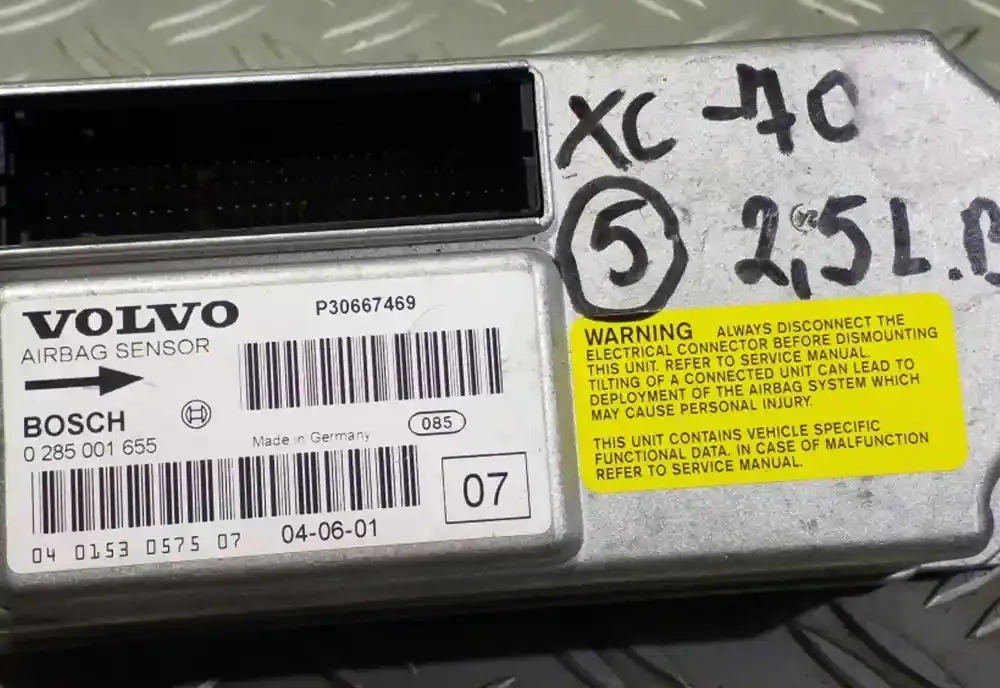 XC-70
5 2,5L.
VOLVO
P30667469
AIRBAG SENSOR
BOSCH
0 285 001 655
Made in Germany
085
07
04 0153 0575 07
04-06-01
WARNING ALWAYS DISCONNECT THE
ELECTRICAL CONNECTOR BEFORE DISMOUNTING
THIS UNIT. REFER TO SERVICE MANUAL.
TILTING OF A CONNECTED UNIT CAN LEAD TO
DEPLOYMENT OF THE AIRBAG SYSTEM WHICH
MAY CAUSE PERSONAL INJURY.
THIS UNIT CONTAINS VEHICLE SPECIFIC
FUNCTIONAL DATA. IN CASE OF MALFUNCTION
REFER TO SERVICE MANUAL.